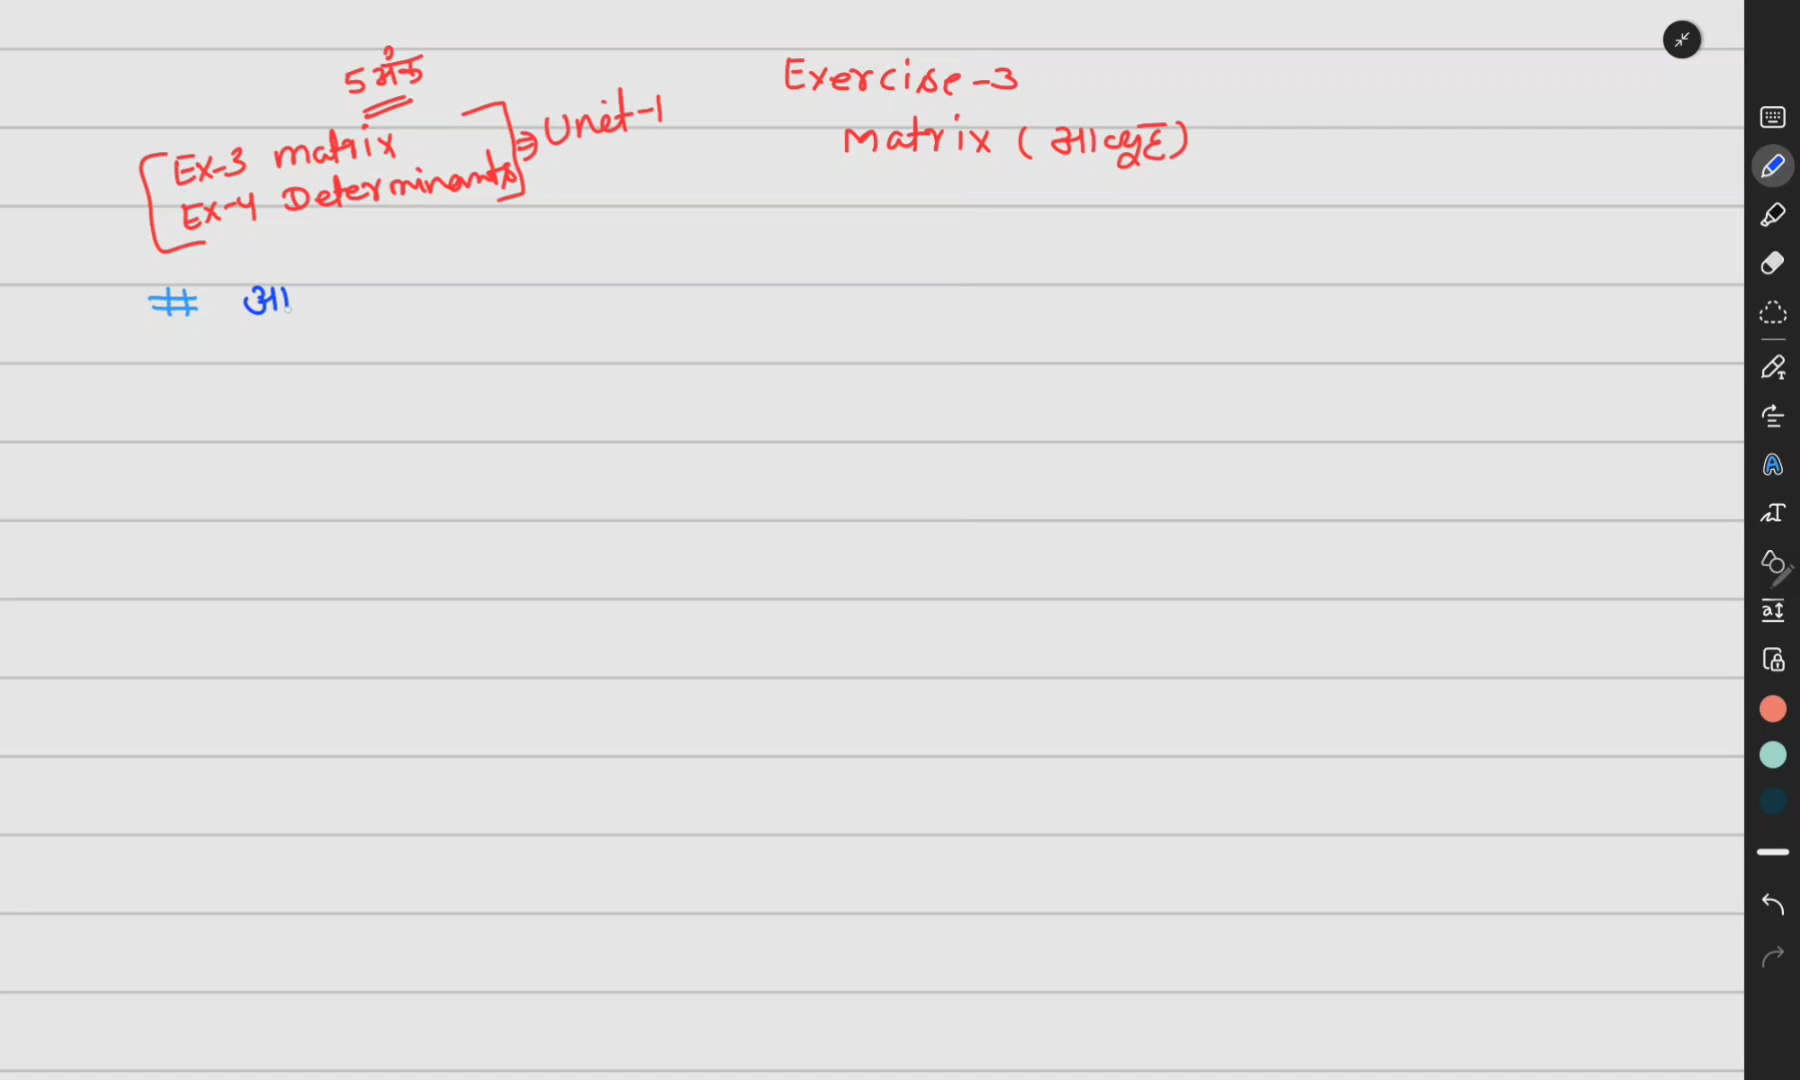 5 अंक
Ex-3 matrix
Ex-4 Determinants
⇒ Unit-1
Exercise-3
Matrix (आव्यूह)
# आ